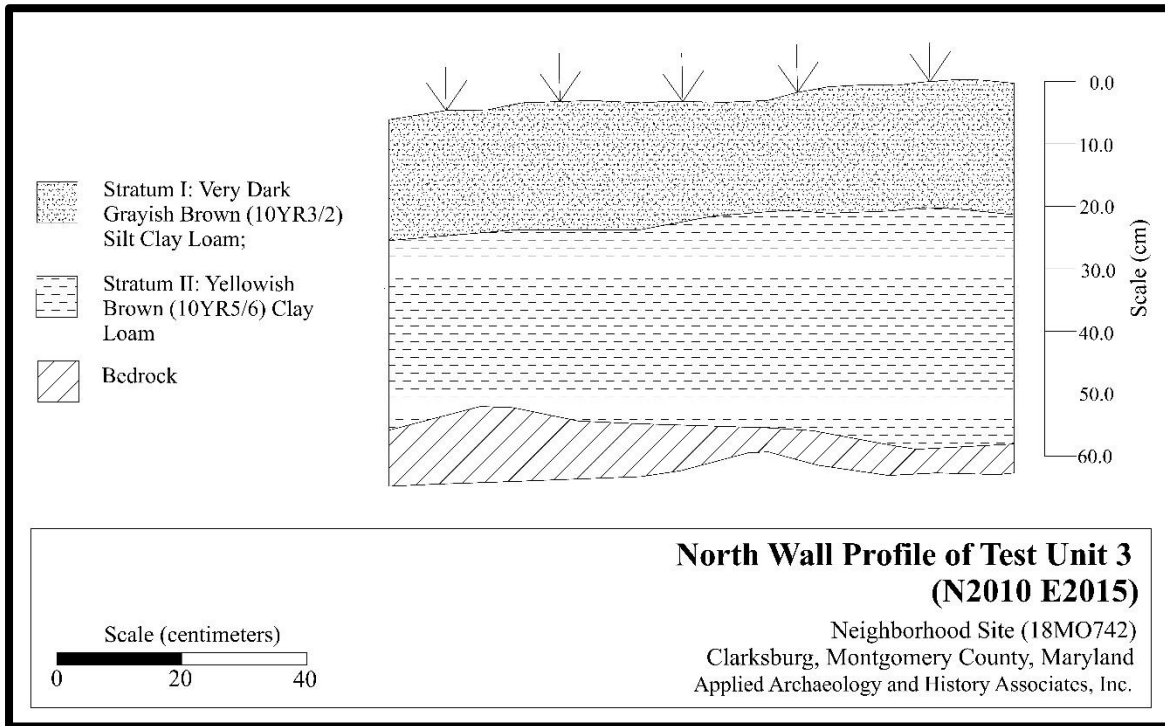 Stratum I: Very Dark
Grayish Brown (10YR3/2)
Silt Clay Loam;
Stratum II: Yellowish
Brown (10YR5/6) Clay
Loam
Bedrock
0.0
10.0
20.0
30.0
40.0
50.0
60.0
Scale (cm)
North Wall Profile of Test Unit 3
(N2010 E2015)
Neighborhood Site (18MO742)
Clarksburg, Montgomery County, Maryland
Applied Archaeology and History Associates, Inc.
Scale (centimeters)
0 20 40